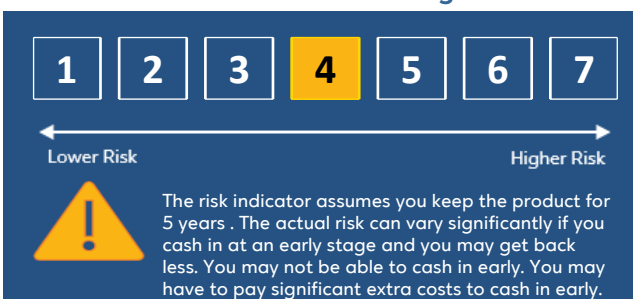 1 2 3 4 5 6 7
Lower Risk Higher Risk
!
The risk indicator assumes you keep the product for
5 years . The actual risk can vary significantly if you
cash in at an early stage and you may get back
less. You may not be able to cash in early. You may
have to pay significant extra costs to cash in early.